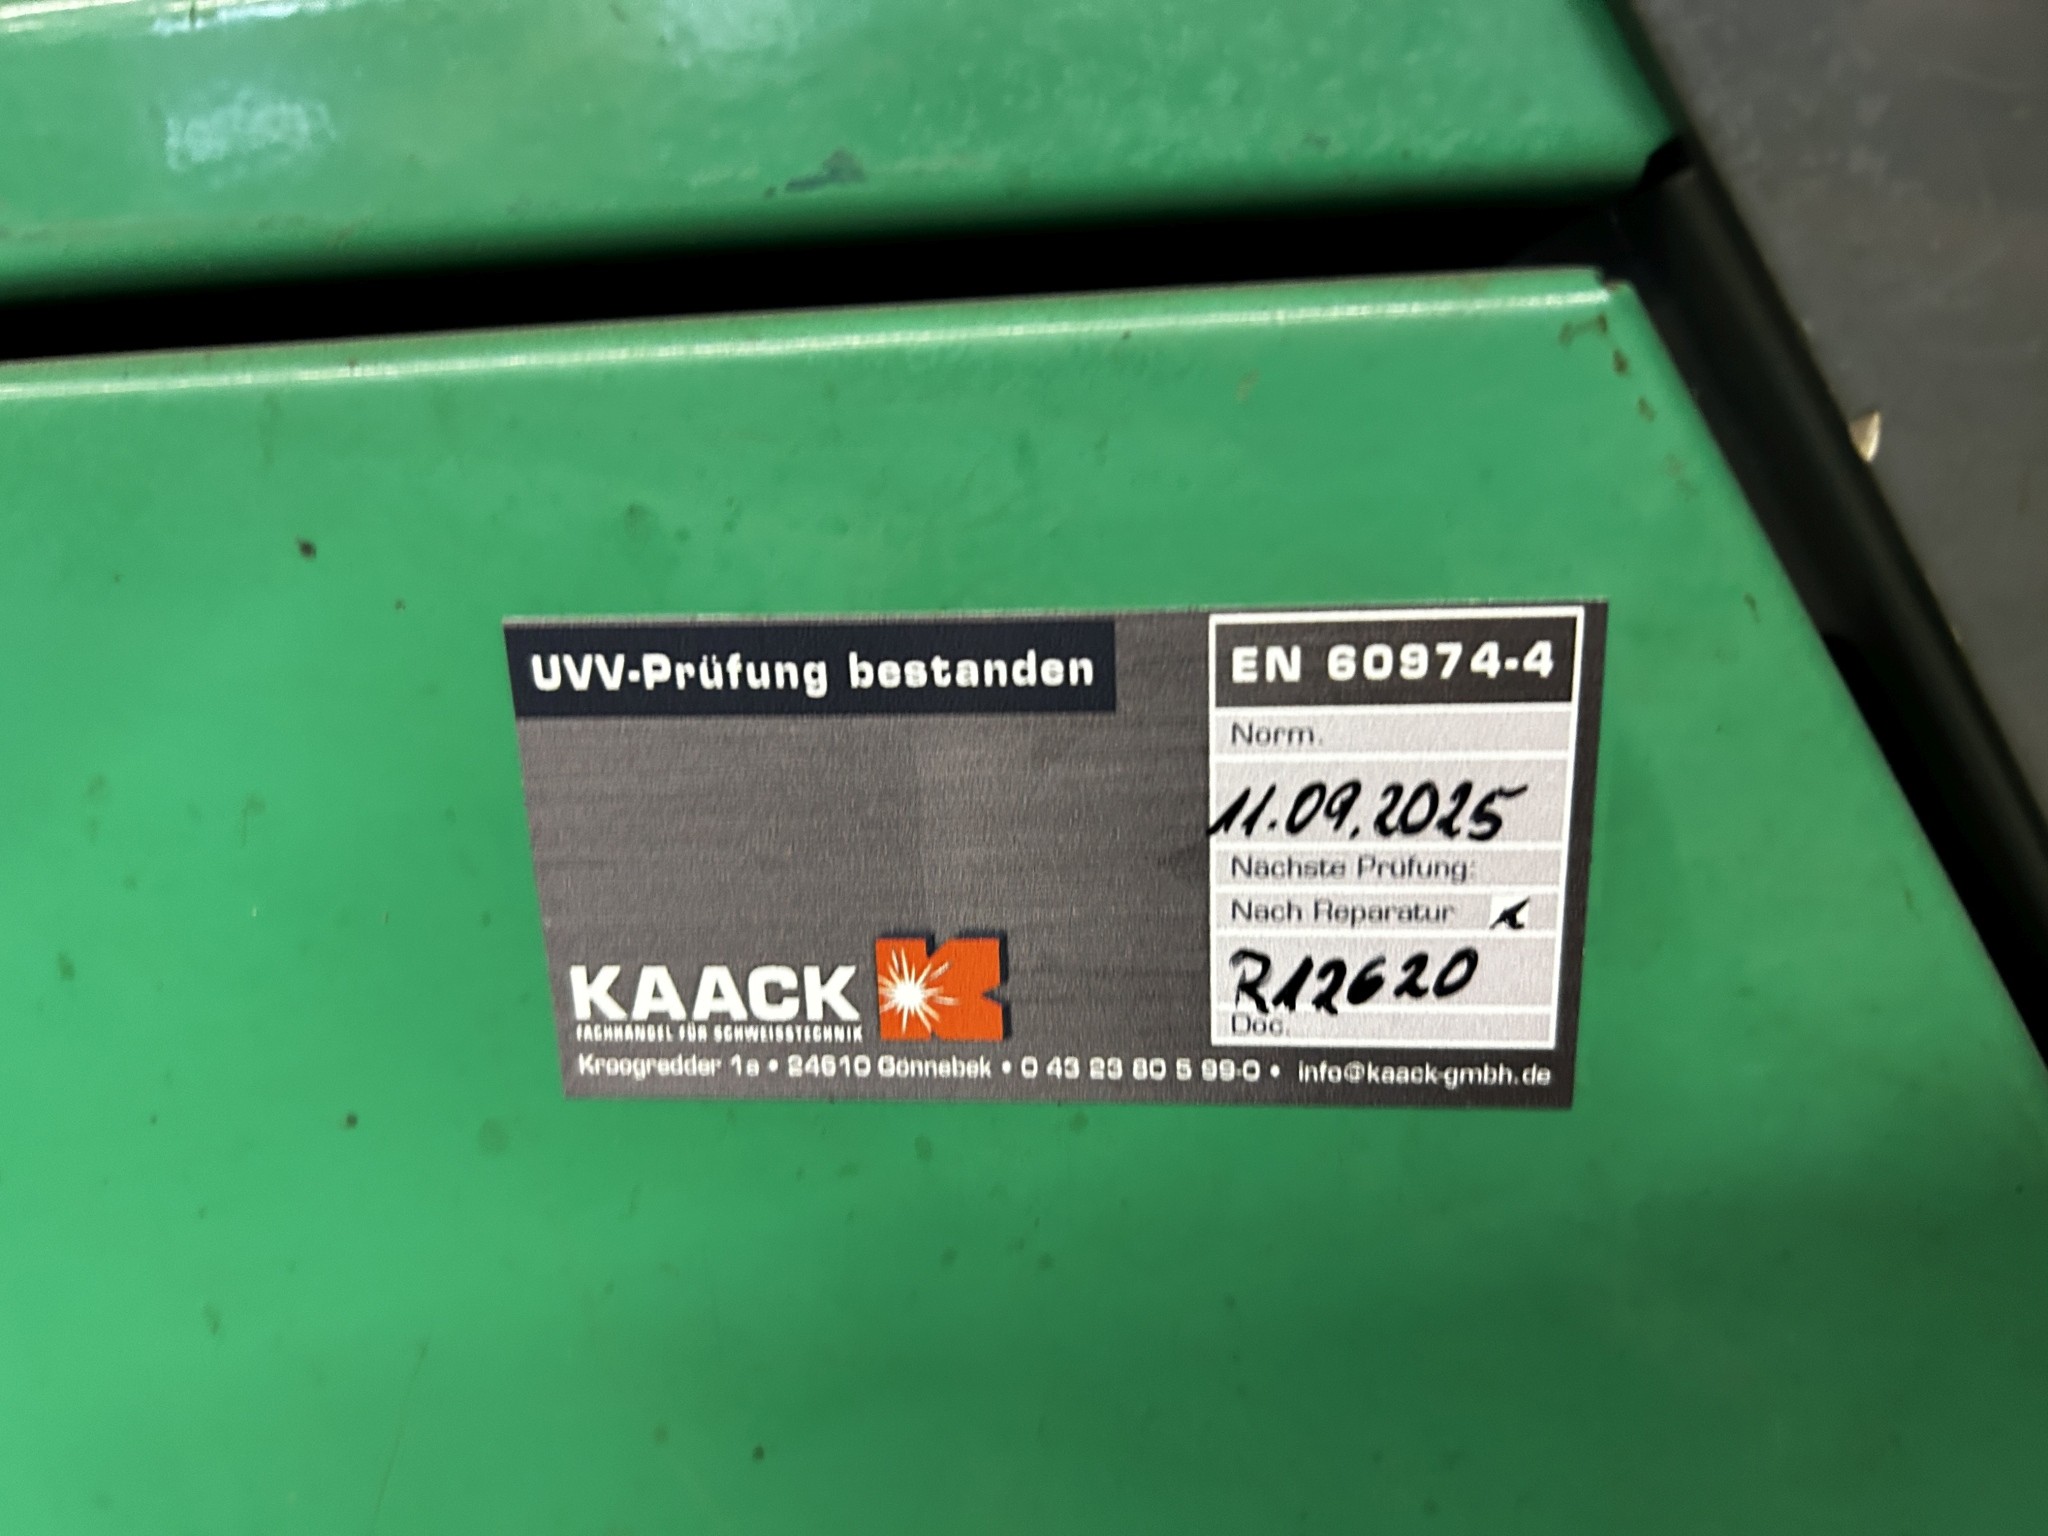 UVV-Prüfung bestanden
EN 60974-4
Norm.
11.09.2025
Nächste Prüfung:
Nach Reparatur x
R12620
Doc.
KAACK
FACHHANDEL FÜR SCHWEISSTECHNIK
Kroogredder 1a • 24610 Gönnebek • 0 43 23 80 5 99-0 • info@kaack-gmbh.de